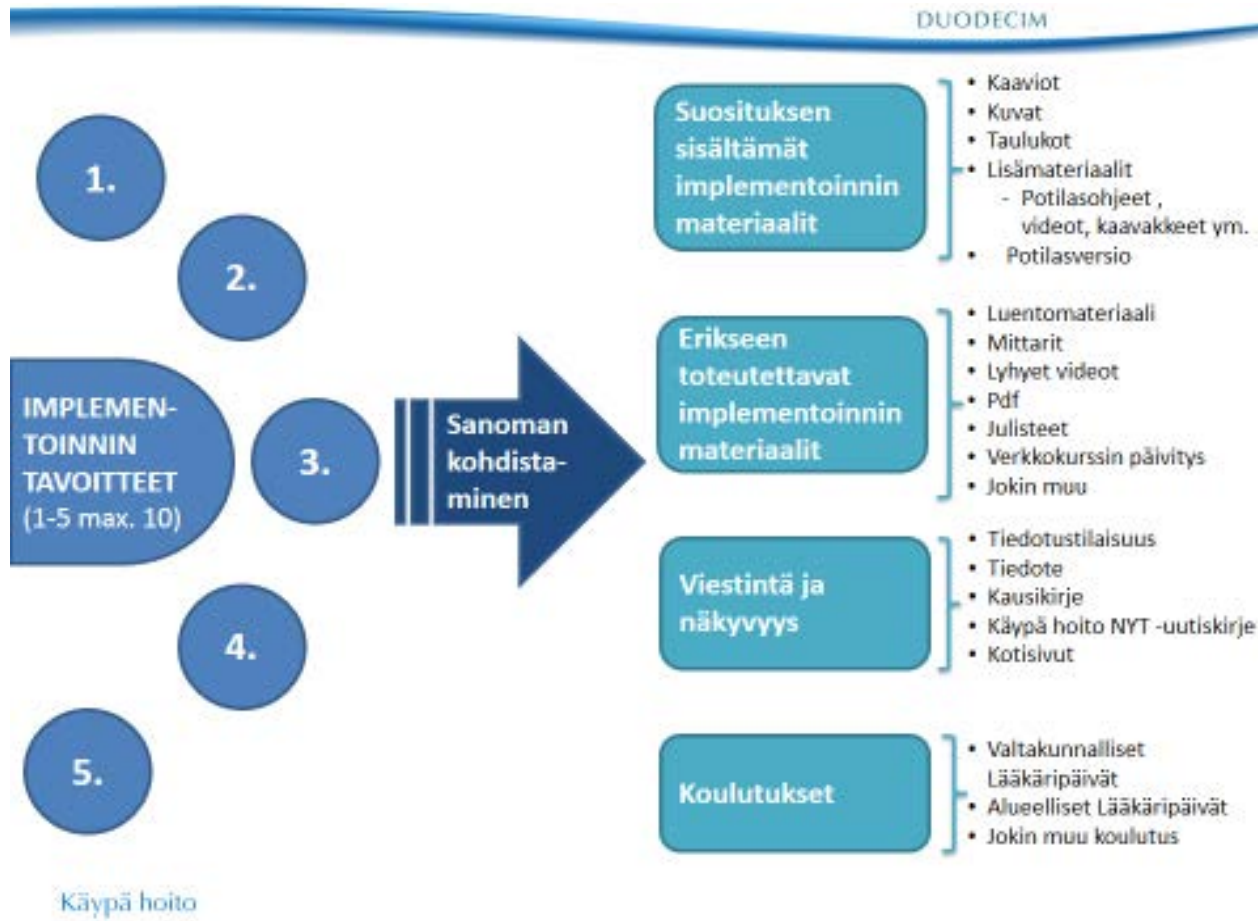 DUODECIM
1.
2.
IMPLEMEN-
TOINNIN
TAVOITTEET
(1-5 max. 10)
3.
4.
5.
Sanoman
kohdista-
minen
Suosituksen
sisältämät
implementoinnin
materiaalit
• Kaaviot
• Kuvat
• Taulukot
• Lisämateriaalit
- Potilasohjeet ,
videot, kaavakkeet ym.
• Potilasversio
Erikseen
toteutettavat
implementoinnin
materiaalit
• Luentomateriaali
• Mittarit
• Lyhyet videot
• Pdf
• Julisteet
• Verkkokurssin päivitys
• Jokin muu
Viestintä ja
näkyvyys
• Tiedotustilaisuus
• Tiedote
• Kausikirje
• Käypä hoito NYT -uutiskirje
• Kotisivut
Koulutukset
• Valtakunnalliset
Lääkäripäivät
• Alueelliset Lääkäripäivät
• Jokin muu koulutus
Käypä hoito